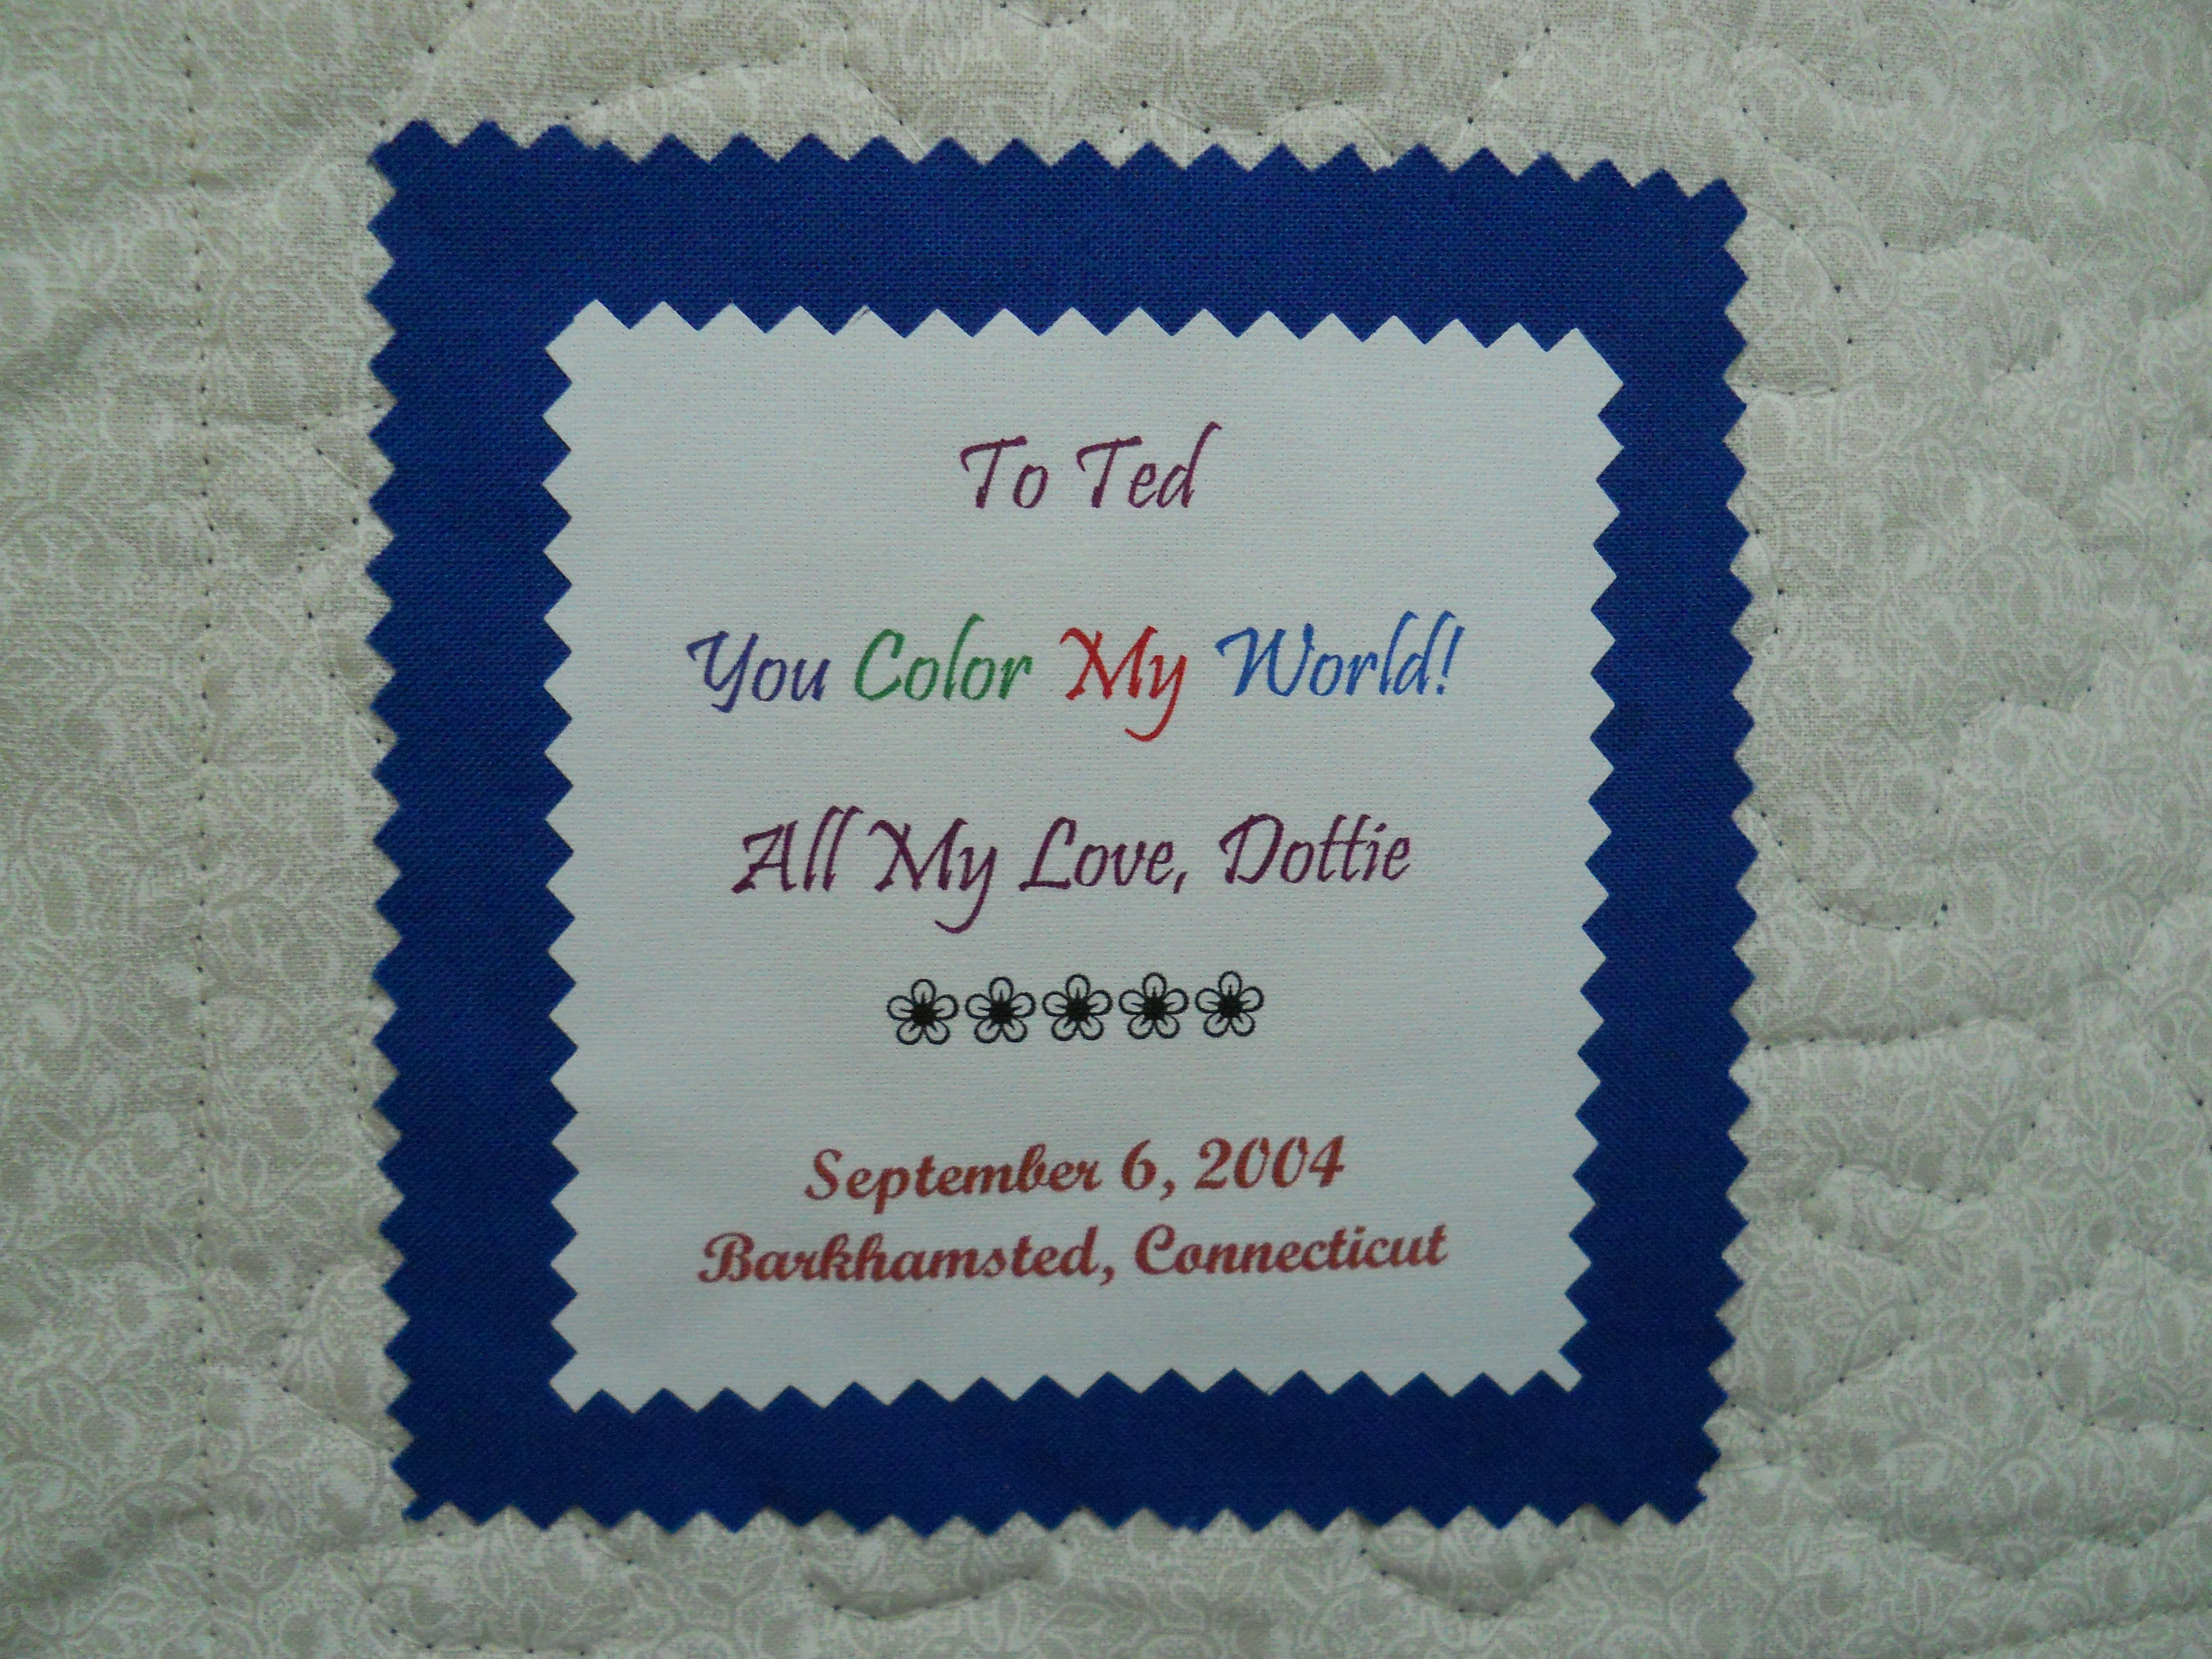 To Ted
You Color My World!
All My Love, Dottie
September 6, 2004
Barkhamsted, Connecticut